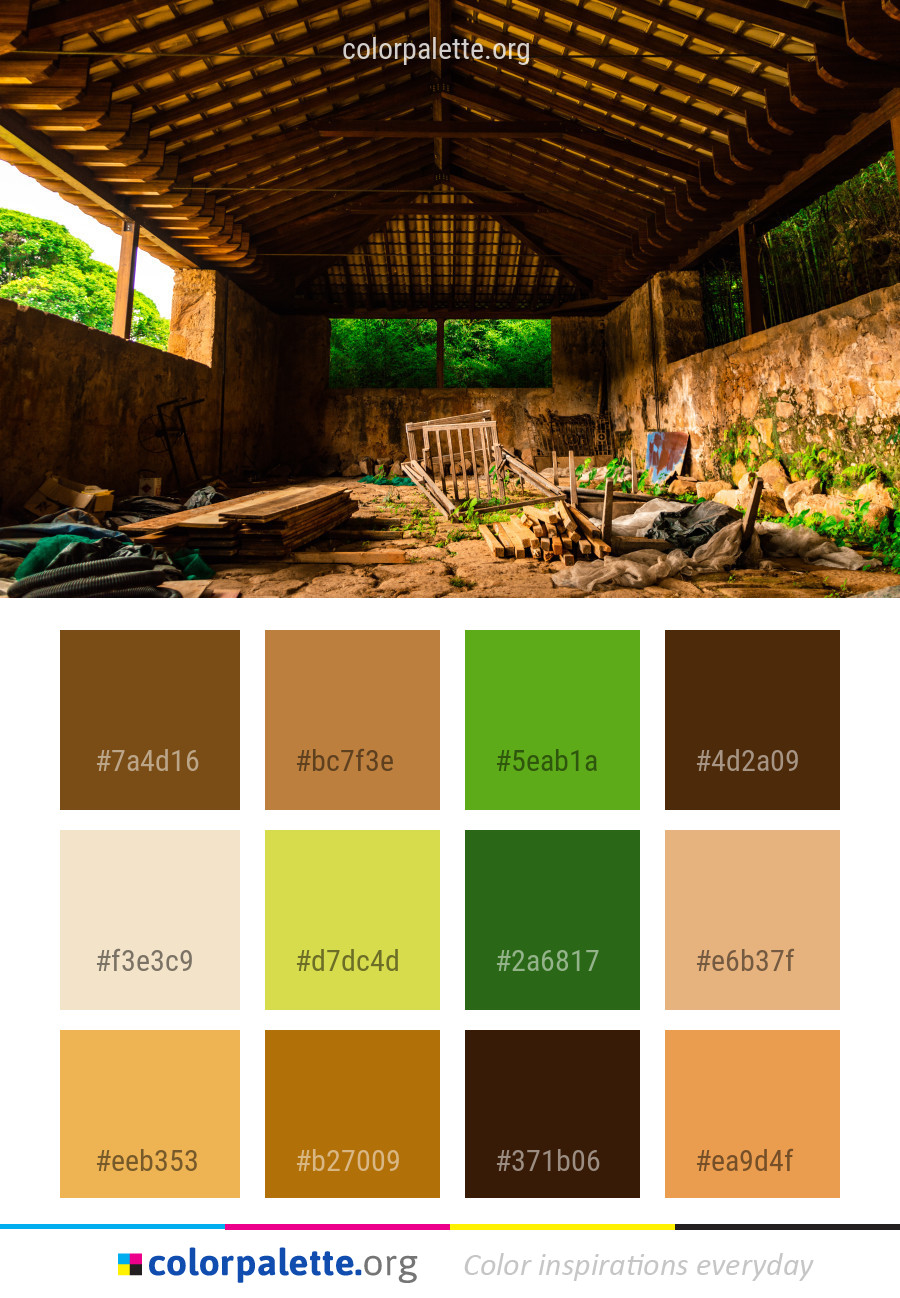 colorpalette.org
#7a4d16 #bc7f3e #5eab1a #4d2a09
#f3e3c9 #d7dc4d #2a6817 #e6b37f
#eeb353 #b27009 #371b06 #ea9d4f
colorpalette.org Color inspirations everyday